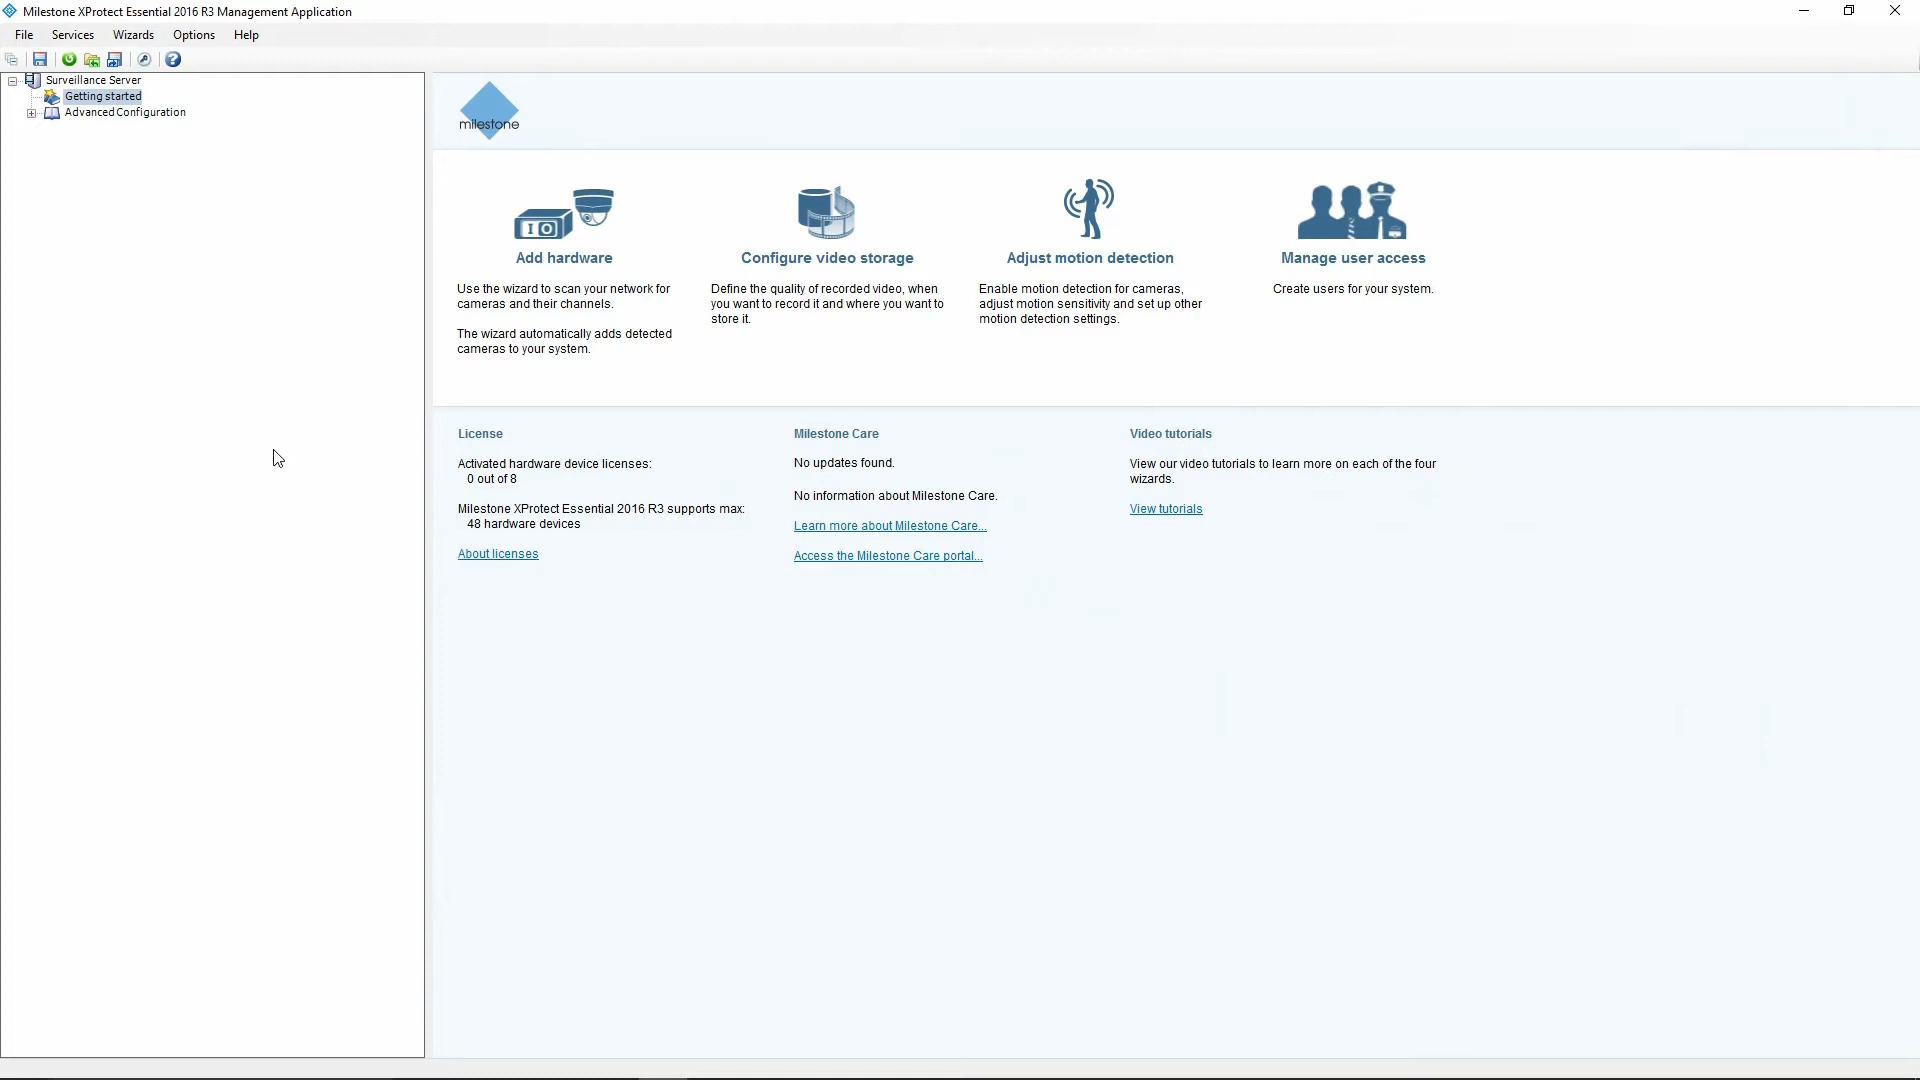 Milestone XProtect Essential 2016 R3 Management Application
File Services Wizards Options Help
Surveillance Server
Getting started
Advanced Configuration
milestone
I O
Add hardware
Use the wizard to scan your network for
cameras and their channels.
The wizard automatically adds detected
cameras to your system.
Configure video storage
Define the quality of recorded video, when
you want to record it and where you want to
store it.
Adjust motion detection
Enable motion detection for cameras,
adjust motion sensitivity and set up other
motion detection settings.
Manage user access
Create users for your system.
License
Activated hardware device licenses:
0 out of 8
Milestone XProtect Essential 2016 R3 supports max:
48 hardware devices
About licenses
Milestone Care
No updates found.
No information about Milestone Care.
Learn more about Milestone Care...
Access the Milestone Care portal...
Video tutorials
View our video tutorials to learn more on each of the four
wizards.
View tutorials